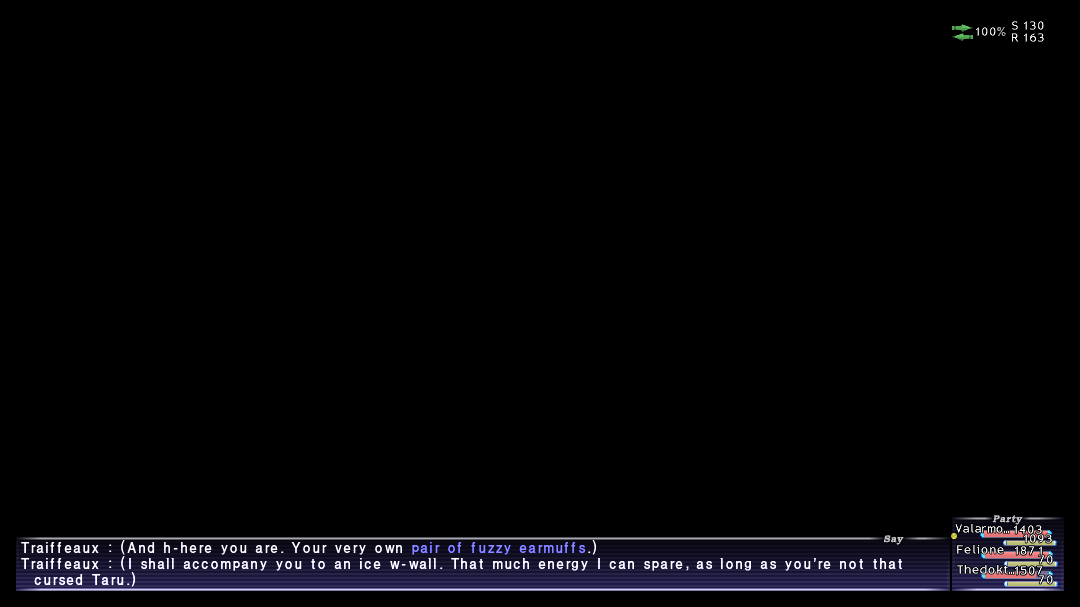 100% S 130
R 163
Say
Traiffeaux : (And h-here you are. Your very own pair of fuzzy earmuffs.)
Traiffeaux : (I shall accompany you to an ice w-wall. That much energy I can spare, as long as you're not that
cursed Taru.)
Party
Valarmo… 1403
1093
Felione 1871
70
Thedokt… 1507
70